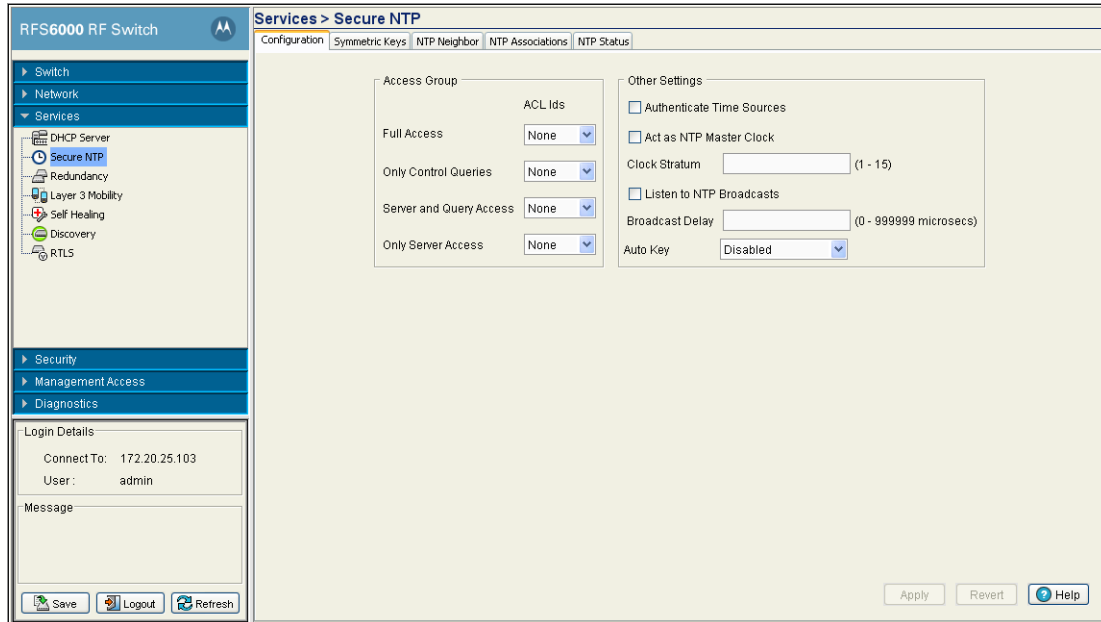 RFS6000 RF Switch
Switch
Network
Services
DHCP Server
Secure NTP
Redundancy
Layer 3 Mobility
Self Healing
Discovery
RTLS
Security
Management Access
Diagnostics
Login Details
Connect To: 172.20.25.103
User : admin
Message
Save Logout Refresh
Services > Secure NTP
Configuration Symmetric Keys NTP Neighbor NTP Associations NTP Status
Access Group
ACL Ids
Full Access None
Only Control Queries None
Server and Query Access None
Only Server Access None
Other Settings
Authenticate Time Sources
Act as NTP Master Clock
Clock Stratum (1 - 15)
Listen to NTP Broadcasts
Broadcast Delay (0 - 999999 microsecs)
Auto Key Disabled
Apply Revert Help